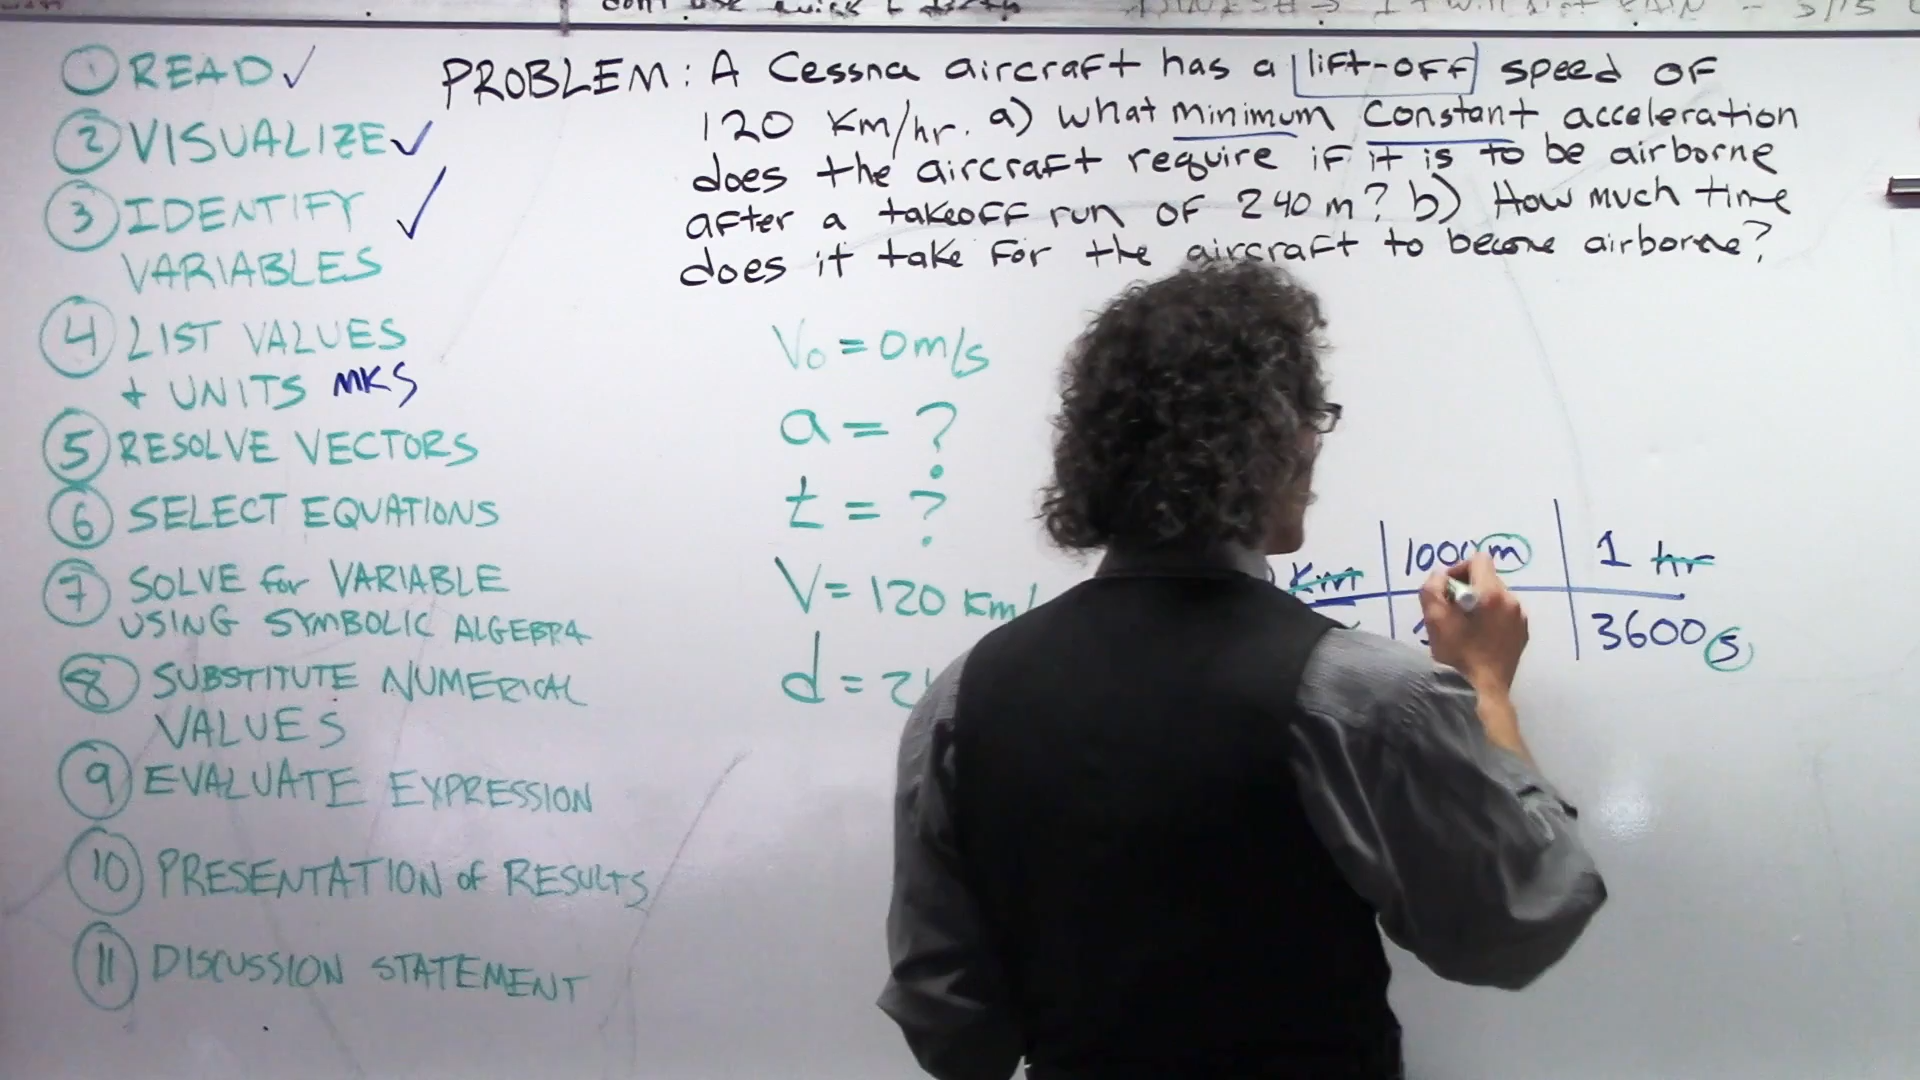 ① READ ✓
② VISUALIZE ✓
③ IDENTIFY ✓
VARIABLES
④ LIST VALUES
+ UNITS MKS
⑤ RESOLVE VECTORS
⑥ SELECT EQUATIONS
⑦ SOLVE for VARIABLE
USING SYMBOLIC ALGEBRA
⑧ SUBSTITUTE NUMERICAL
VALUES
⑨ EVALUATE EXPRESSION
⑩ PRESENTATION of RESULTS
⑪ DISCUSSION STATEMENT
PROBLEM: A Cessna aircraft has a lift-off speed of
120 km/hr. a) what minimum constant acceleration
does the aircraft require if it is to be airborne
after a takeoff run of 240 m? b) How much time
does it take for the aircraft to become airborne?
V₀ = 0 m/s
a = ?
t = ?
V = 120 km/
d = 24
km 1000 m 1 hr
3600 s